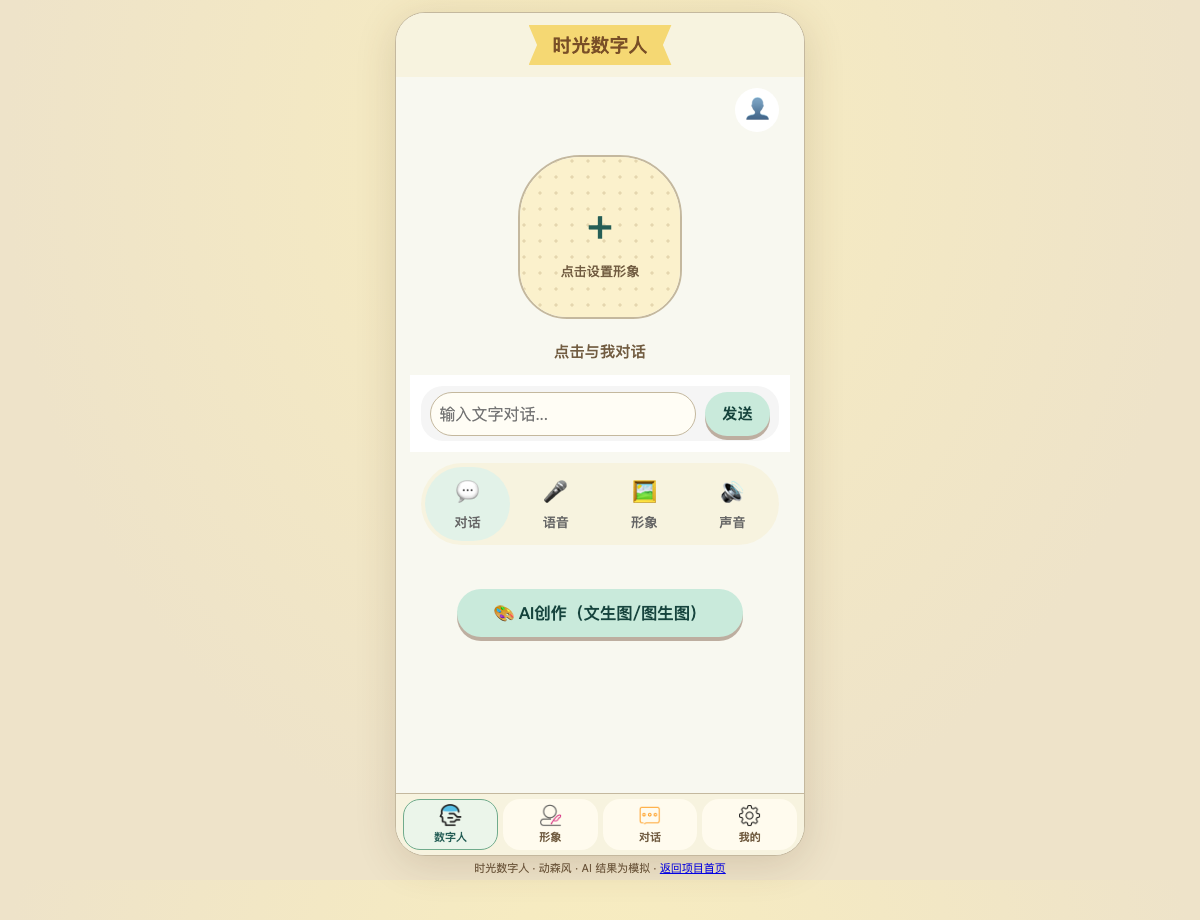 时光数字人
点击设置形象
点击与我对话
输入文字对话...
发送
对话
语音
形象
声音
AI创作（文生图/图生图）
数字人
形象
对话
我的
时光数字人 · 动森风 · AI 结果为模拟 · 返回项目首页